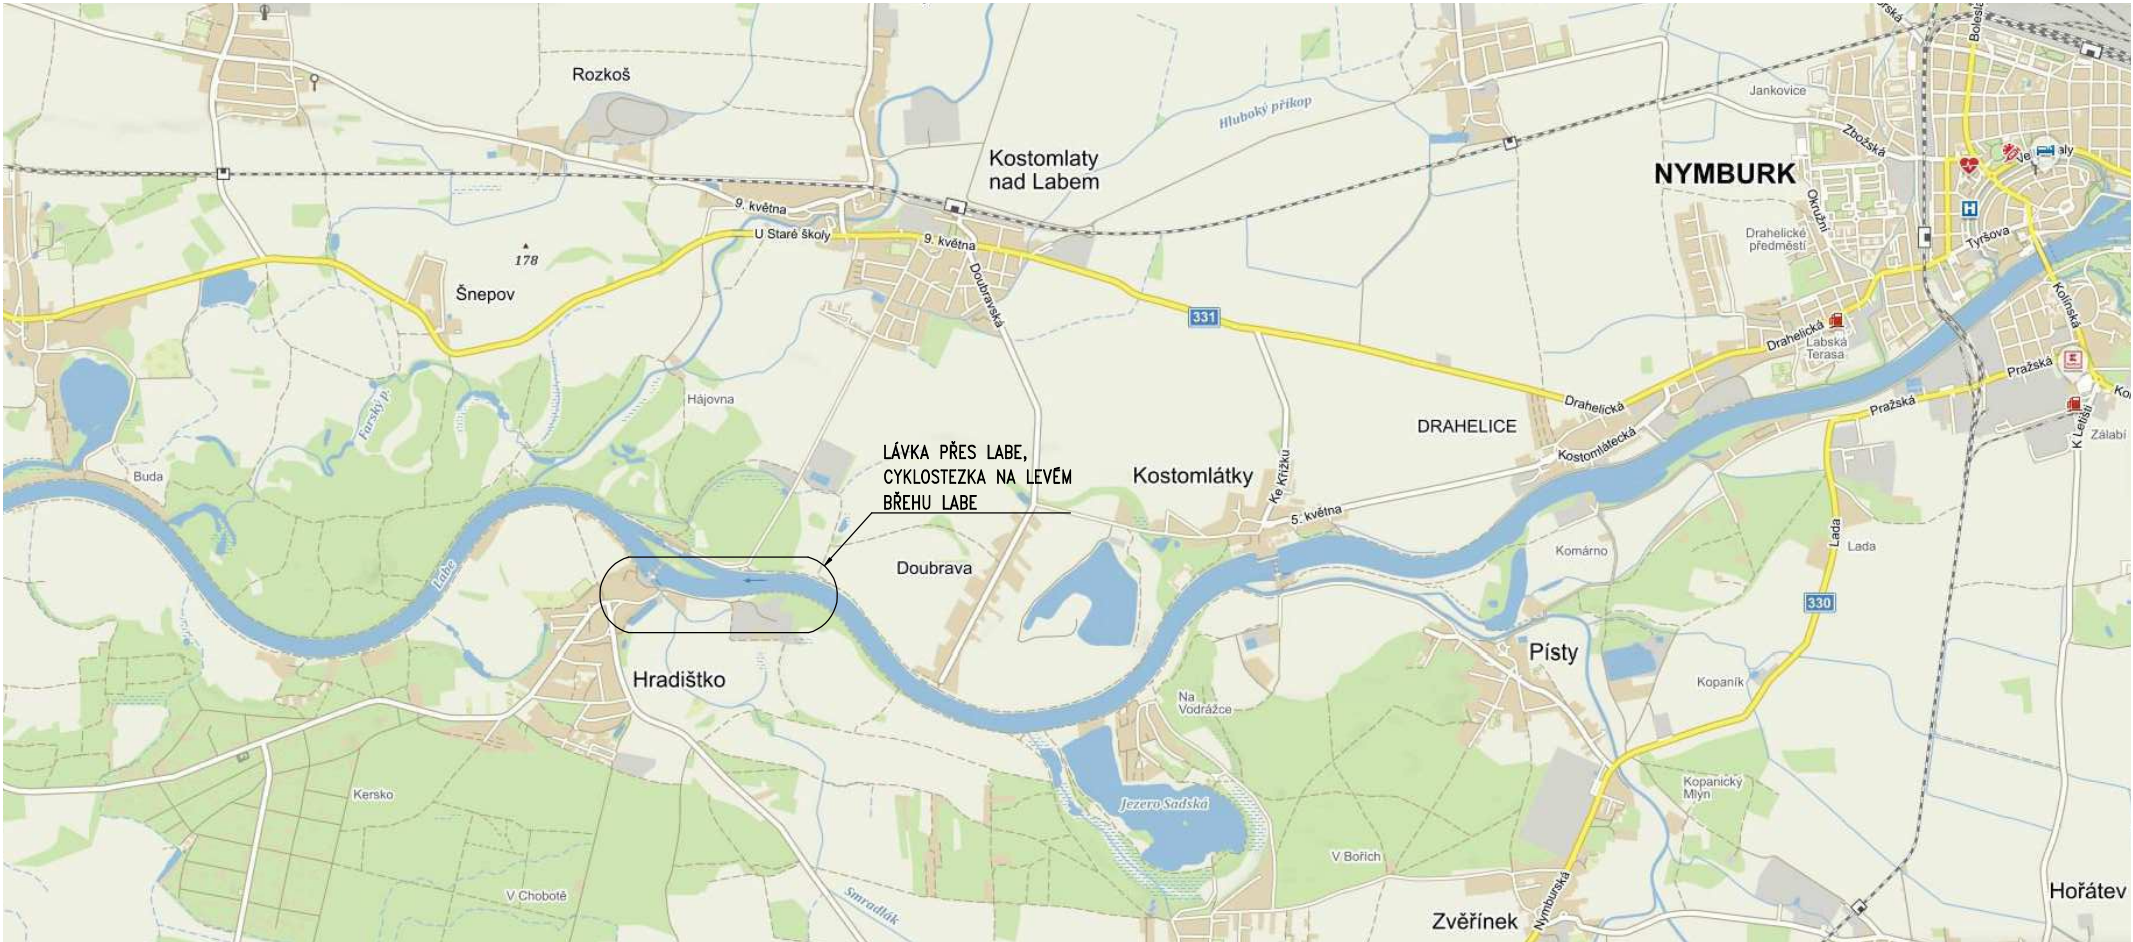 Rozkoš
Kostomlaty
nad Labem
Hluboký příkop
Jankovice
Zbožská
NYMBURK
Okružní
H
Tyršova
Drahelické
předměstí
9. května
U Staré školy
9. května
178
Šnepov
Doubravská
331
Kolínská
Drahelická
Labská
Terasa
Pražská
Farský p.
Hájovna
Drahelická
Pražská
K Letišti
DRAHELICE
Zálabí
Kostomlátecká
LÁVKA PŘES LABE,
CYKLOSTEZKA NA LEVÉM
BŘEHU LABE
Buda
Kostomlátky
Ke Křížku
5. května
Lada
Lada
Komárno
Labe
Doubrava
330
Písty
Hradištko
Kopaník
Na
Vodrážce
Kersko
Jezero Sadská
Kopanický
Mlýn
V Bořích
V Chobotě
Smradlák
Nymburská
Zvěřínek
Hořátev